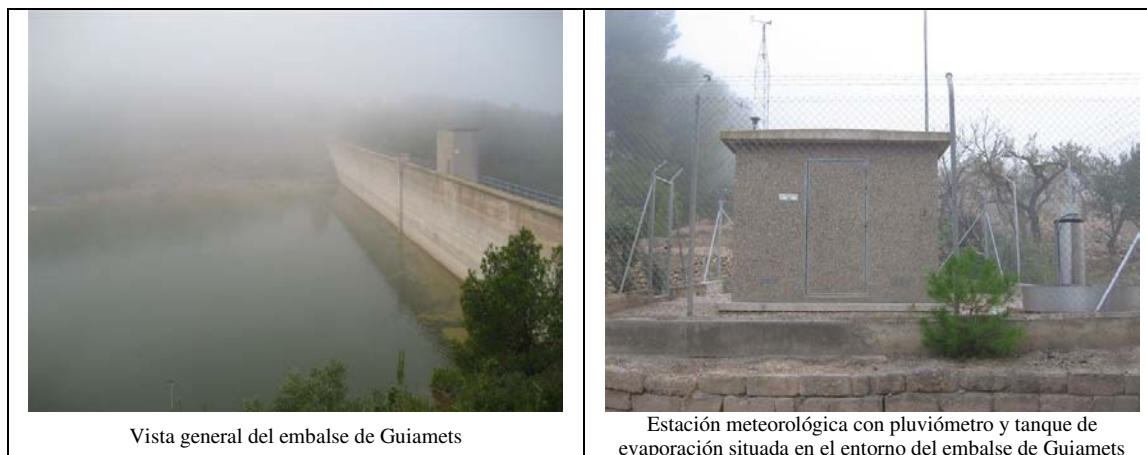 Vista general del embalse de Guiamets
Estación meteorológica con pluviómetro y tanque de
evaporación situada en el entorno del embalse de Guiamets